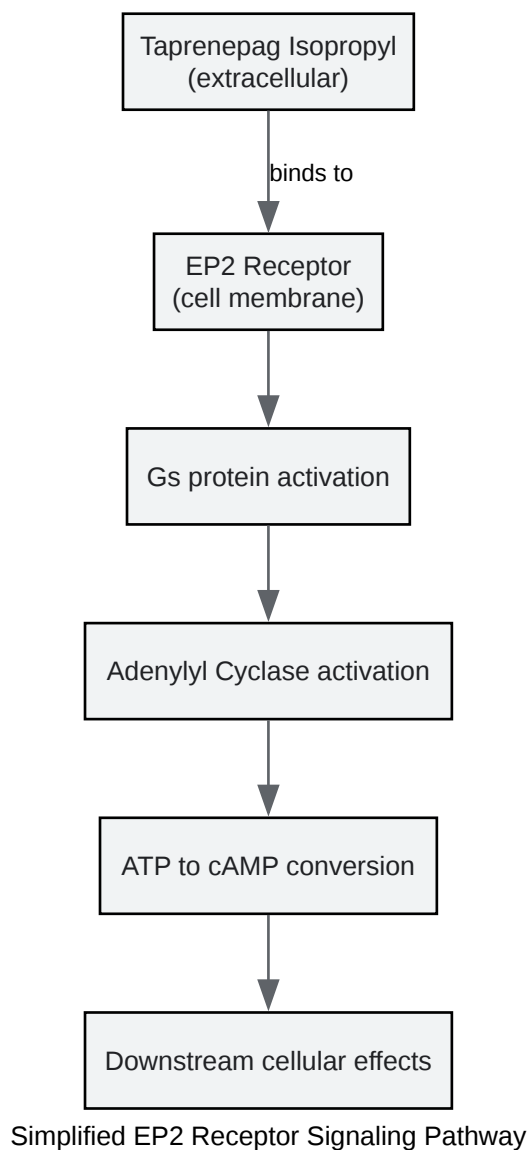 Taprenepag Isopropyl
(extracellular)
binds to
EP2 Receptor
(cell membrane)
Gs protein activation
Adenylyl Cyclase activation
ATP to cAMP conversion
Downstream cellular effects
Simplified EP2 Receptor Signaling Pathway